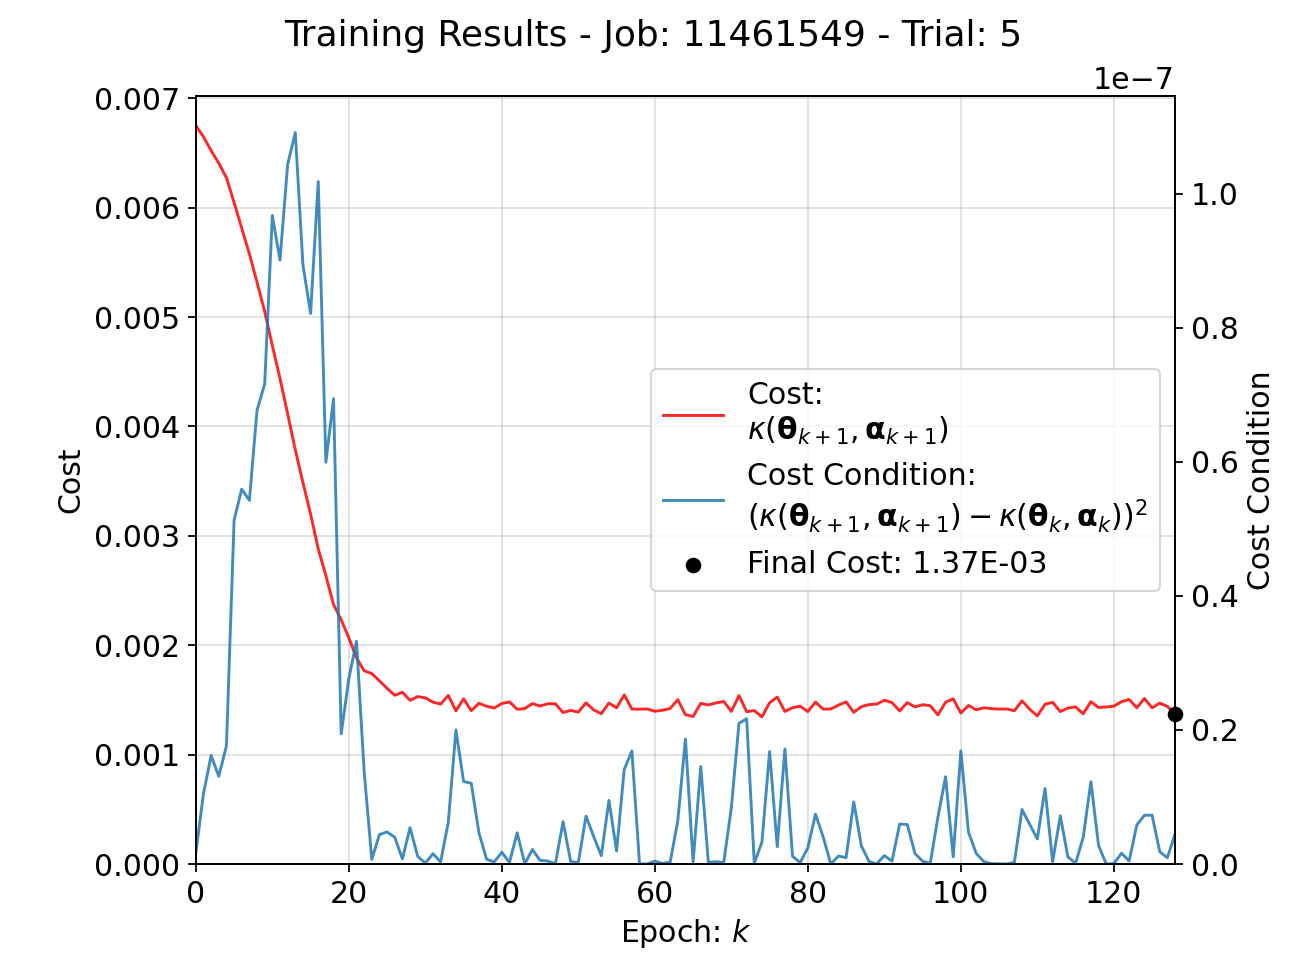 Training Results - Job: 11461549 - Trial: 5
1e−7
0.007
0.006
0.005
0.004
0.003
0.002
0.001
0.000
Cost
1.0
0.8
0.6
0.4
0.2
0.0
Cost Condition
Cost:
κ(θₖ₊₁, αₖ₊₁)
Cost Condition:
(κ(θₖ₊₁, αₖ₊₁) − κ(θₖ, αₖ))²
Final Cost: 1.37E-03
0 20 40 60 80 100 120
Epoch: k